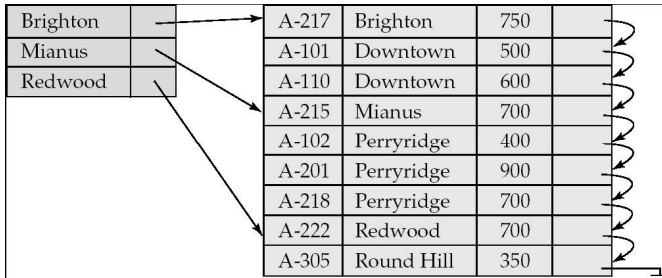 Brighton
Mianus
Redwood
A-217 Brighton 750
A-101 Downtown 500
A-110 Downtown 600
A-215 Mianus 700
A-102 Perryridge 400
A-201 Perryridge 900
A-218 Perryridge 700
A-222 Redwood 700
A-305 Round Hill 350